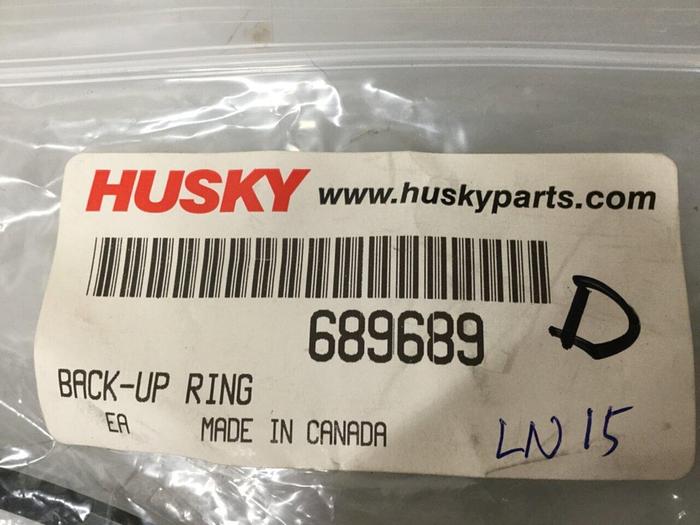 HUSKY www.huskyparts.com
689689
D
BACK-UP RING
EA MADE IN CANADA
LN 15